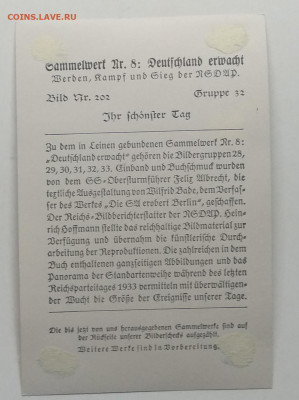 COINS.LAVE.RU
Sammelwerk Nr. 8: Deutschland erwacht
Werden, Kampf und Sieg der NSDAP.
Bild Nr. 202 Gruppe 32
Ihr schönster Tag
Zu dem in Leinen gebundenen Sammelwerk Nr. 8:
„Deutschland erwacht“ gehören die Bildergruppen 28,
29, 30, 31, 32, 33. Einband und Buchschmuck wurden
von dem SS-Obersturmführer Felix Albrecht, die
textliche Ausgestaltung von Wilfrid Bade, dem Verfas-
ser des Werkes „Die SA erobert Berlin“, geschaffen.
Der Reichs-Bildberichterstatter der NSDAP. Hein-
rich Hoffmann stellte das reichhaltige Bildmaterial zur
Verfügung und übernahm die künstlerische Durch-
arbeitung der Reproduktionen. Die zahlreichen in dem
Buch enthaltenen ganzseitigen Abbildungen und das
Panorama der Standartenweihe während des letzten
Reichsparteitages 1933 vermitteln mit überwältigen-
der Wucht die Größe der Ereignisse unserer Tage.
Die bis jetzt von uns herausgegebenen Sammelwerke sind auf
der Rückseite unserer Bilderschecks aufgezählt.
Weitere Werke sind in Vorbereitung.